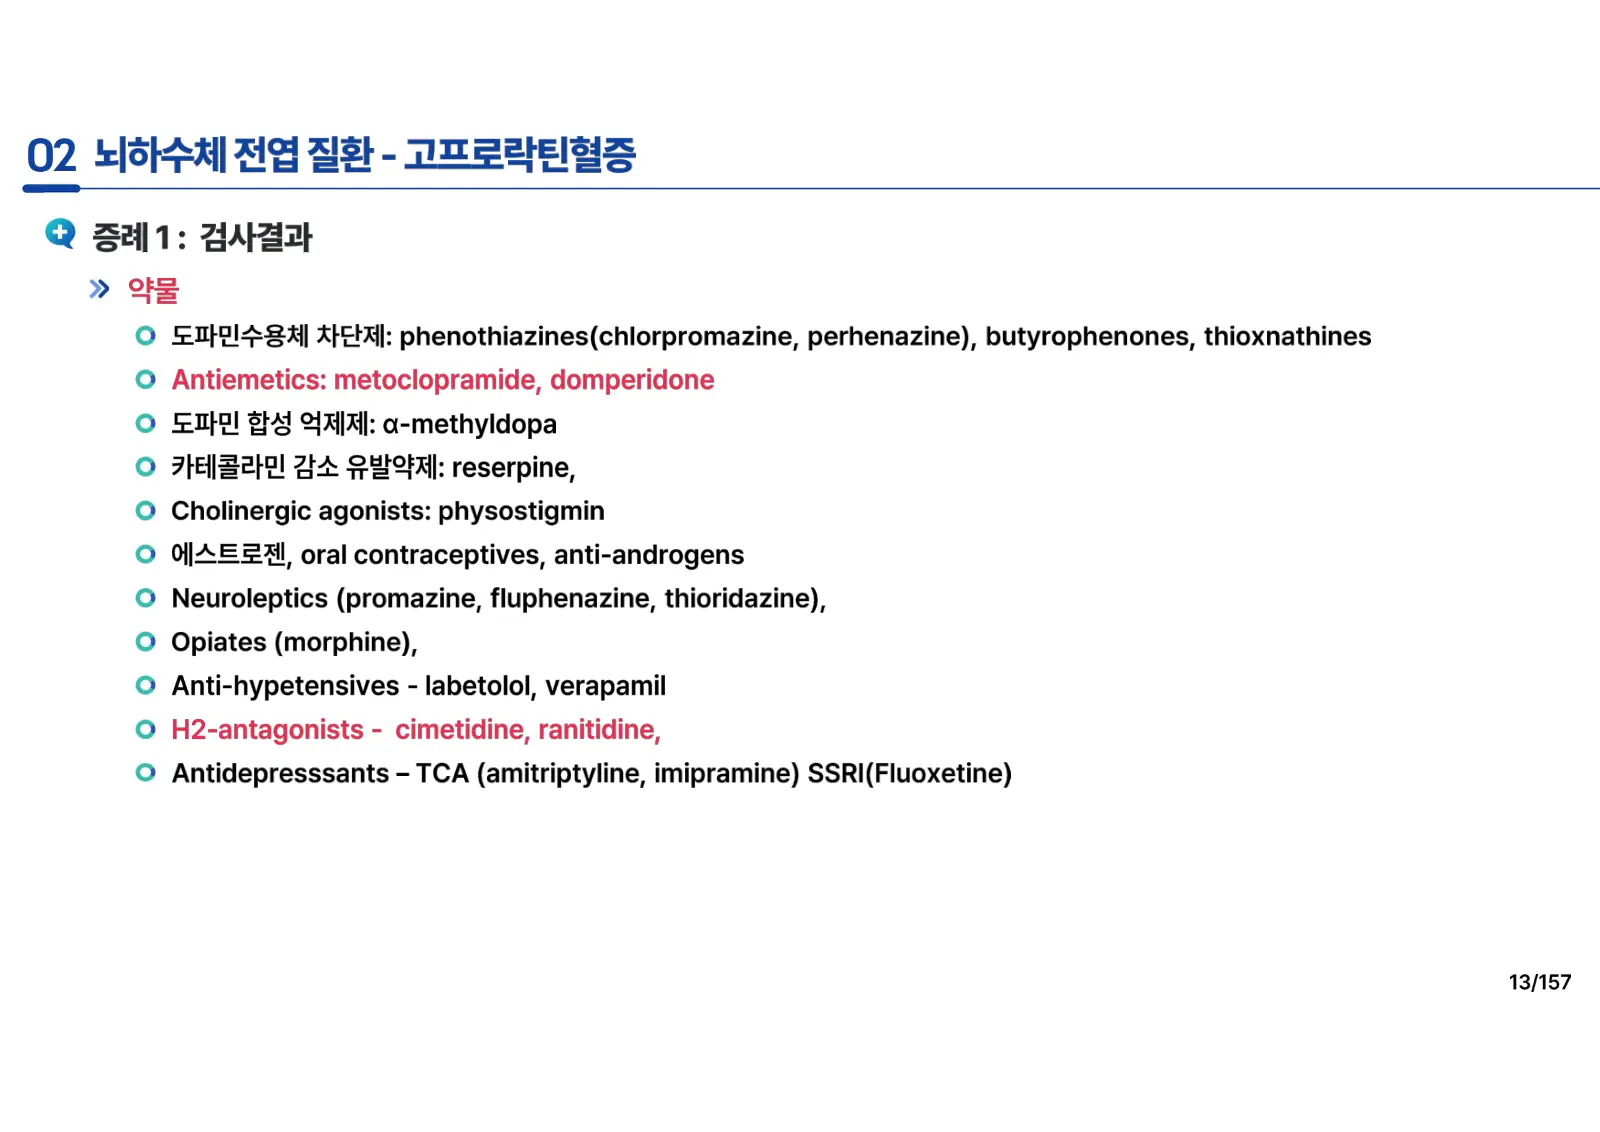 02 뇌하수체 전엽 질환 - 고프로락틴혈증
증례 1 : 검사결과
약물
도파민수용체 차단제: phenothiazines(chlorpromazine, perhenazine), butyrophenones, thioxnathines
Antiemetics: metoclopramide, domperidone
도파민 합성 억제제: α-methyldopa
카테콜라민 감소 유발약제: reserpine,
Cholinergic agonists: physostigmin
에스트로젠, oral contraceptives, anti-androgens
Neuroleptics (promazine, fluphenazine, thioridazine),
Opiates (morphine),
Anti-hypetensives - labetolol, verapamil
H2-antagonists - cimetidine, ranitidine,
Antidepresssants – TCA (amitriptyline, imipramine) SSRI(Fluoxetine)
13/157